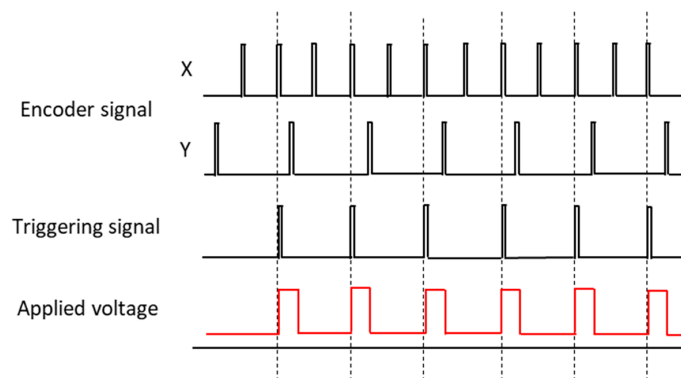 X
Encoder signal
Y
Triggering signal
Applied voltage